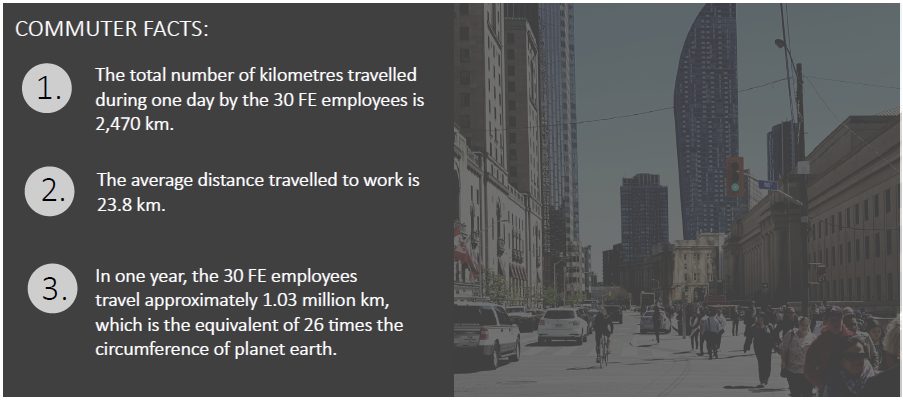 COMMUTER FACTS:
1. The total number of kilometres travelled
during one day by the 30 FE employees is
2,470 km.
2. The average distance travelled to work is
23.8 km.
3. In one year, the 30 FE employees
travel approximately 1.03 million km,
which is the equivalent of 26 times the
circumference of planet earth.